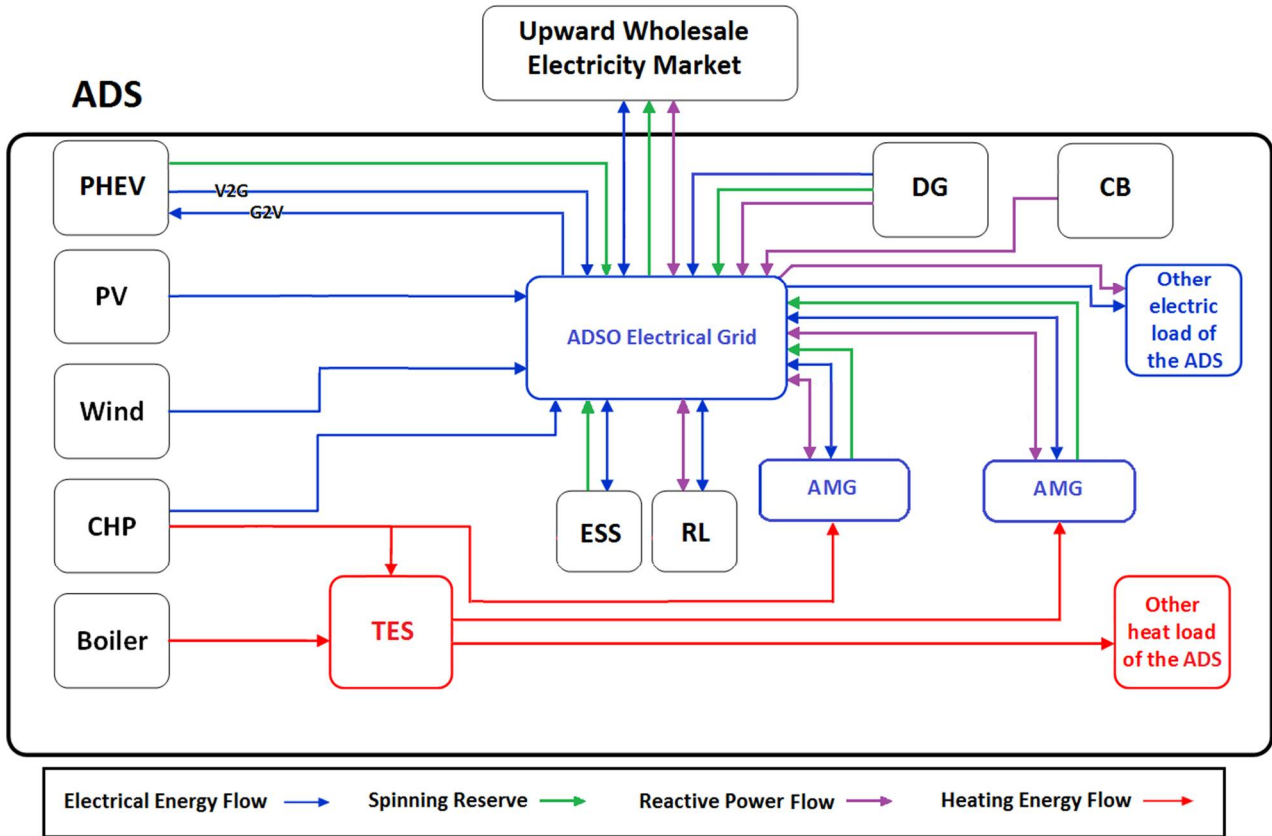 Upward Wholesale
Electricity Market
ADS
PHEV
V2G
G2V
DG
CB
PV
Other
electric
load of
the ADS
ADSO Electrical Grid
Wind
CHP
ESS
RL
AMG
AMG
Boiler
TES
Other
heat load
of the ADS
Electrical Energy Flow
Spinning Reserve
Reactive Power Flow
Heating Energy Flow